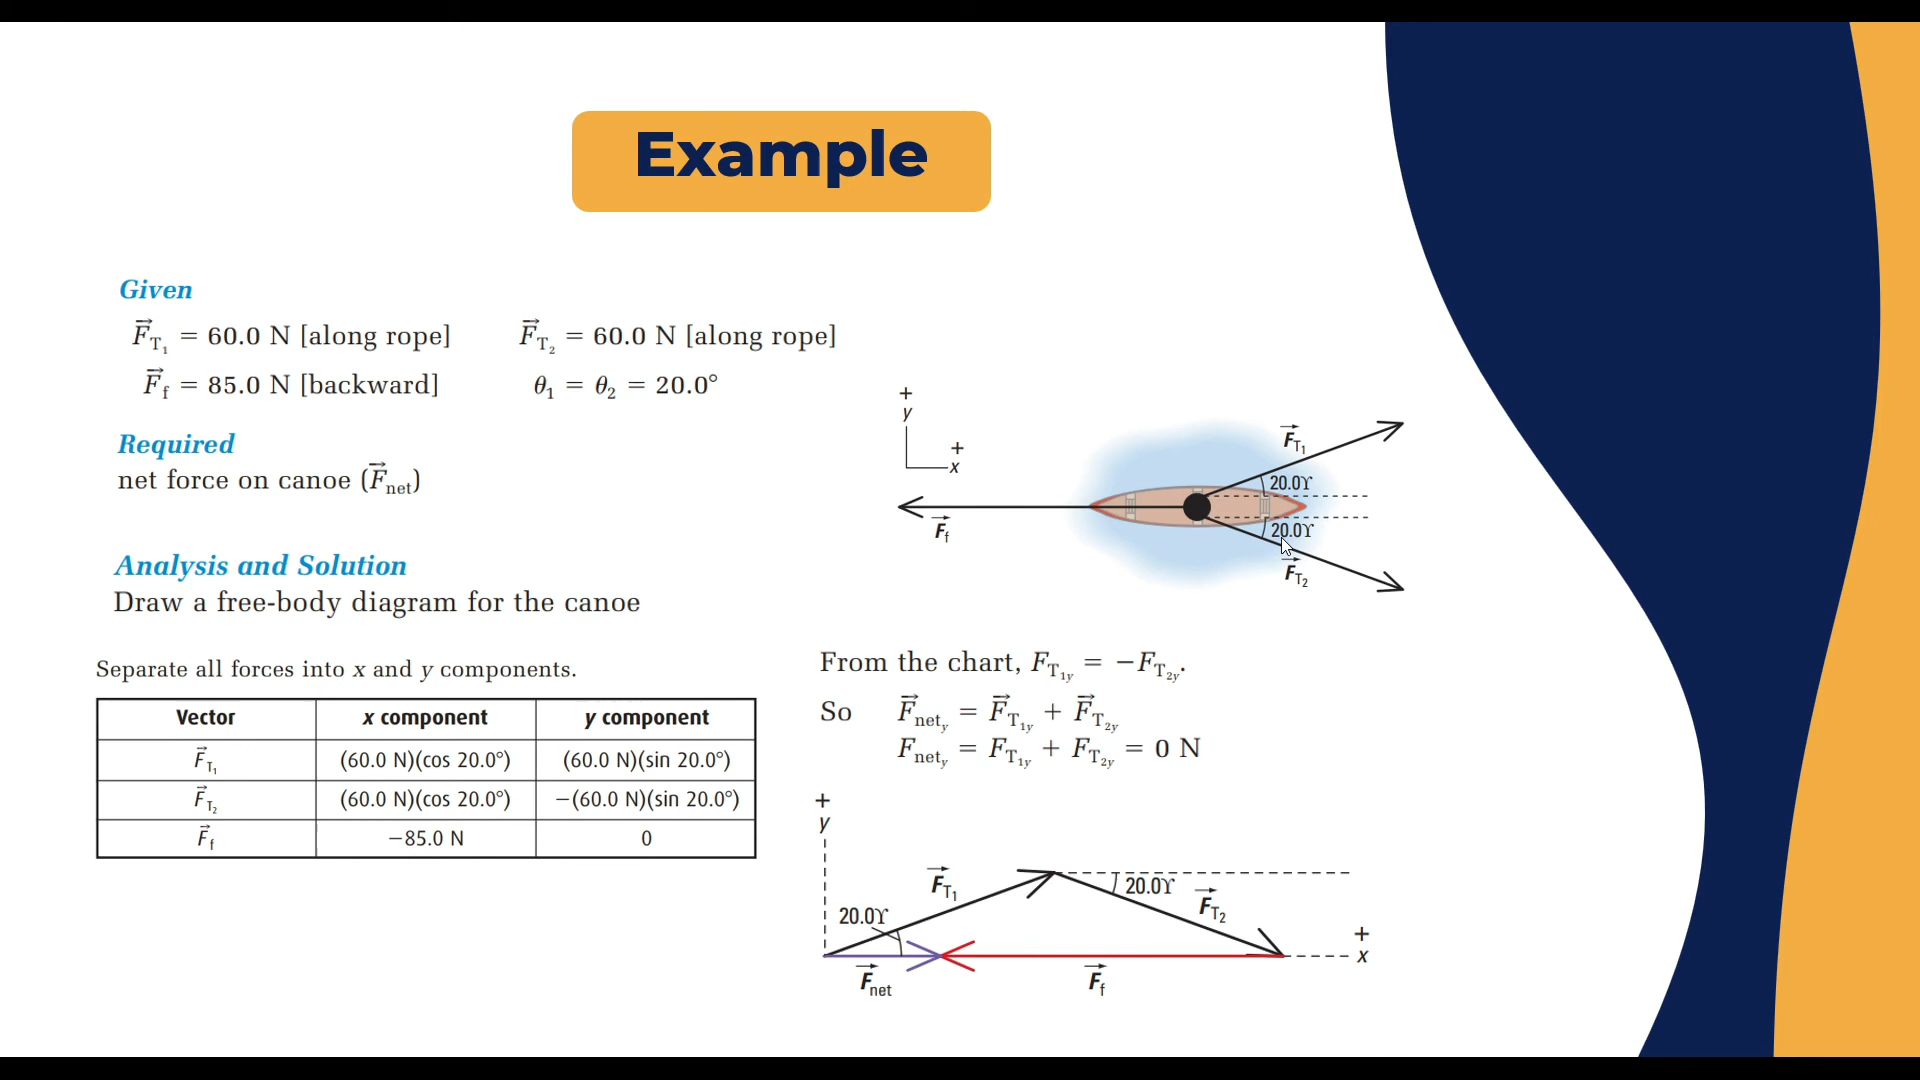 Example
Given
F⃗T₁ = 60.0 N [along rope] F⃗T₂ = 60.0 N [along rope]
F⃗f = 85.0 N [backward] θ₁ = θ₂ = 20.0°
Required
net force on canoe (F⃗net)
Analysis and Solution
Draw a free-body diagram for the canoe
+
y
+
x
F⃗T₁
20.0ϒ
F⃗f
20.0ϒ
F⃗T₂
Separate all forces into x and y components.
Vector x component y component
F⃗T₁ (60.0 N)(cos 20.0°) (60.0 N)(sin 20.0°)
F⃗T₂ (60.0 N)(cos 20.0°) −(60.0 N)(sin 20.0°)
F⃗f −85.0 N 0
From the chart, FT₁y = −FT₂y.
So F⃗nety = F⃗T₁y + F⃗T₂y
Fnety = FT₁y + FT₂y = 0 N
+
y
F⃗T₁
20.0ϒ
20.0ϒ
F⃗T₂
+
x
F⃗net
F⃗f